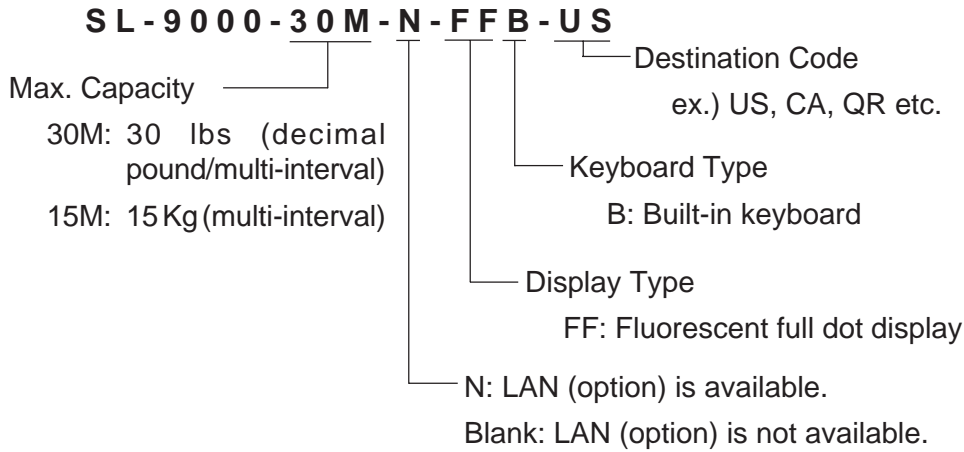 SL-9000-30M-N-FFB-US
Destination Code
Max. Capacity
ex.) US, CA, QR etc.
30M: 30 lbs (decimal
pound/multi-interval)
Keyboard Type
15M: 15 Kg (multi-interval)
B: Built-in keyboard
Display Type
FF: Fluorescent full dot display
N: LAN (option) is available.
Blank: LAN (option) is not available.